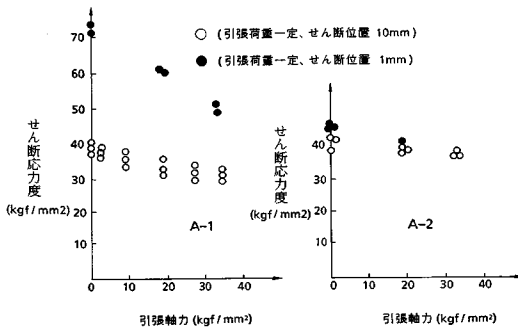 ○ (引張荷重一定、せん断位置 10mm)
● (引張荷重一定、せん断位置 1mm)
せん断応力度
(kgf/mm2)
70
60
50
40
30
20
10
0 10 20 30 40
A-1
引張軸力 (kgf/mm²)
せん断応力度
(kgf/mm2)
40
30
20
10
0 10 20 30 40
A-2
引張軸力 (kgf/mm²)